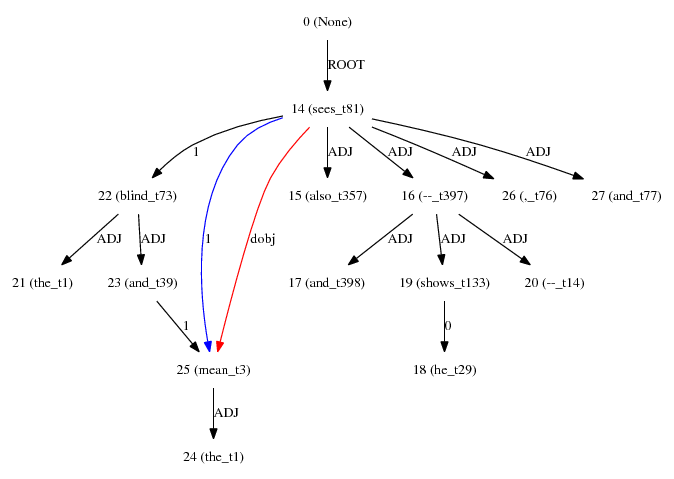 0 (None)
ROOT
14 (sees_t81)
1 ADJ ADJ ADJ ADJ
22 (blind_t73) 15 (also_t357) 16 (--_t397) 26 (,_t76) 27 (and_t77)
ADJ ADJ 1 dobj ADJ ADJ ADJ
21 (the_t1) 23 (and_t39) 17 (and_t398) 19 (shows_t133) 20 (--_t14)
1 0
25 (mean_t3) 18 (he_t29)
ADJ
24 (the_t1)